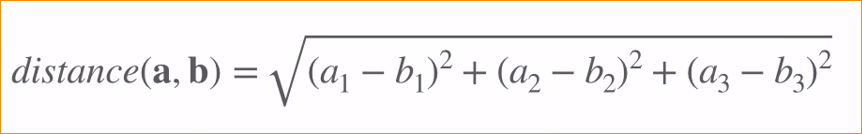 distance(a, b) = √(a₁ − b₁)² + (a₂ − b₂)² + (a₃ − b₃)²